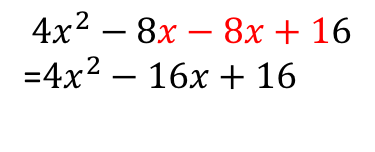 4x² − 8x − 8x + 16
=4x² − 16x + 16